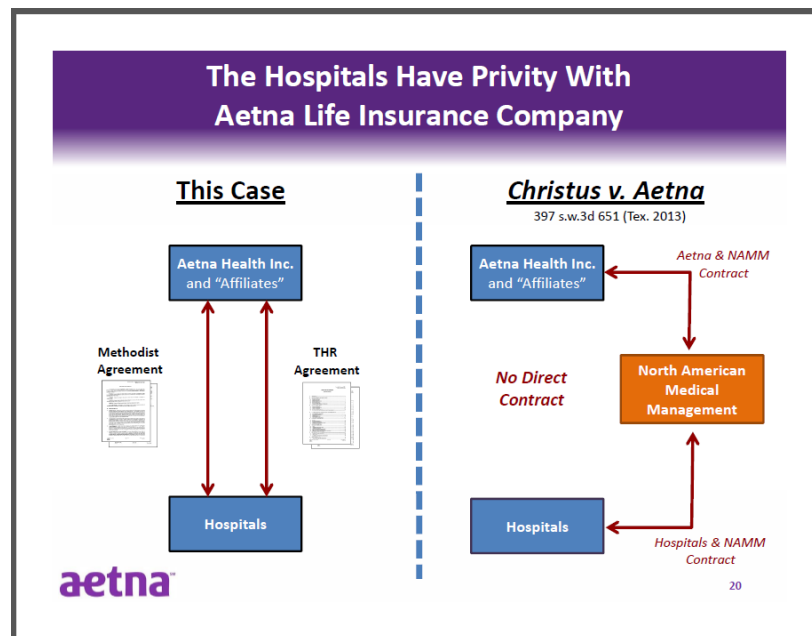 The Hospitals Have Privity With
Aetna Life Insurance Company
This Case
Aetna Health Inc.
and “Affiliates”
Methodist
Agreement
THR
Agreement
Hospitals
Christus v. Aetna
397 s.w.3d 651 (Tex. 2013)
Aetna Health Inc.
and “Affiliates”
Aetna & NAMM
Contract
No Direct
Contract
North American
Medical
Management
Hospitals
Hospitals & NAMM
Contract
aetna™
20